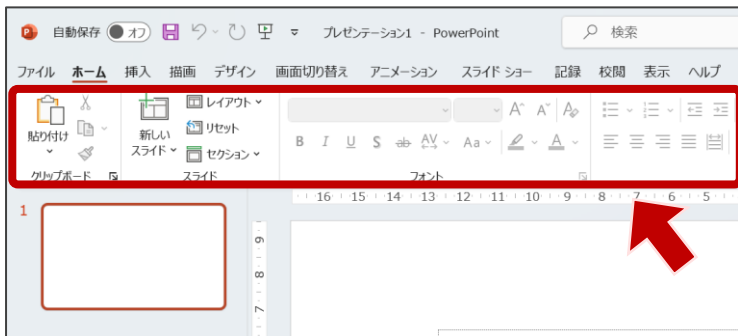 自動保存 オフ プレゼンテーション1 - PowerPoint 検索
ファイル ホーム 挿入 描画 デザイン 画面切り替え アニメーション スライド ショー 記録 校閲 表示 ヘルプ
貼り付け
新しい
スライド
レイアウト
リセット
セクション
B I U S ab AV Aa A
クリップボード スライド フォント
16 15 14 13 12 11 10 9 8 7 6 5
1
9
8
7